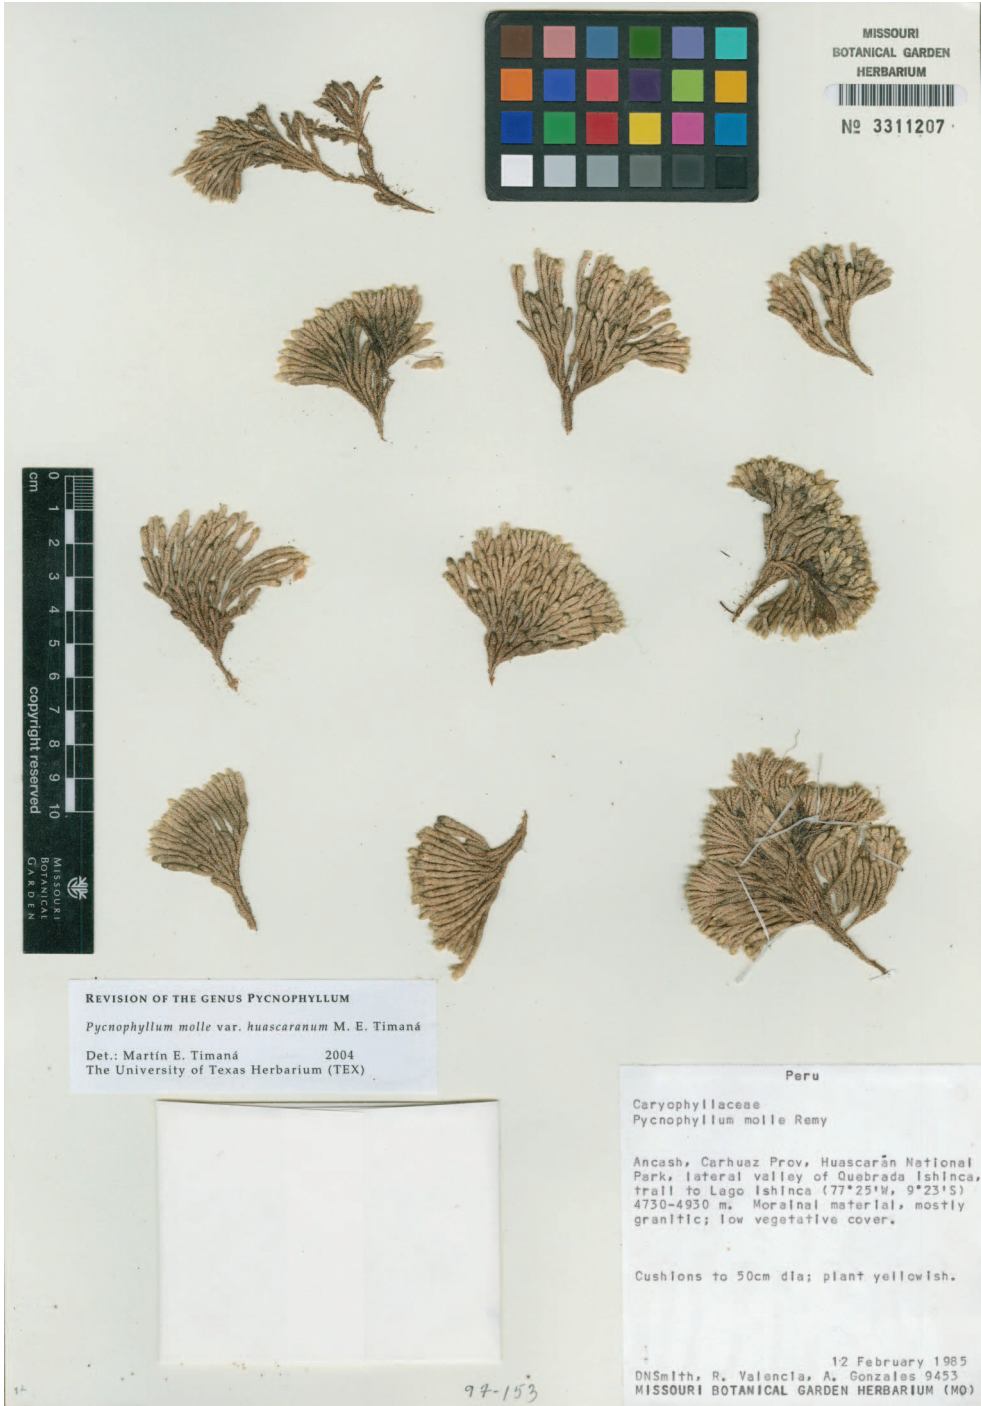 MISSOURI
BOTANICAL GARDEN
HERBARIUM
№ 3311207
cm
0 1 2 3 4 5 6 7 8 9 10
copyright reserved
MISSOURI
BOTANICAL
GARDEN
REVISION OF THE GENUS PYCNOPHYLLUM
Pycnophyllum molle var. huascaranum M. E. Timaná
Det.: Martín E. Timaná 2004
The University of Texas Herbarium (TEX)
Peru
Caryophyllaceae
Pycnophyllum molle Remy
Ancash, Carhuaz Prov, Huascarán National
Park, lateral valley of Quebrada Ishinca,
trail to Lago Ishinca (77°25'W, 9°23'S)
4730-4930 m. Morainal material, mostly
granitic; low vegetative cover.
Cushions to 50cm dia; plant yellowish.
12 February 1985
DNSmith, R. Valencia, A. Gonzales 9453
MISSOURI BOTANICAL GARDEN HERBARIUM (MO)
97-153